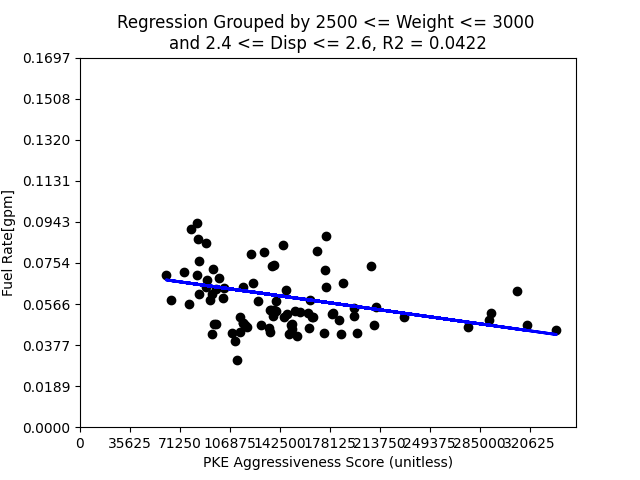 Regression Grouped by 2500 <= Weight <= 3000
and 2.4 <= Disp <= 2.6, R2 = 0.0422
0.1697
0.1508
0.1320
0.1131
0.0943
0.0754
0.0566
0.0377
0.0189
0.0000
Fuel Rate[gpm]
0 35625 71250 106875 142500 178125 213750 249375 285000 320625
PKE Aggressiveness Score (unitless)